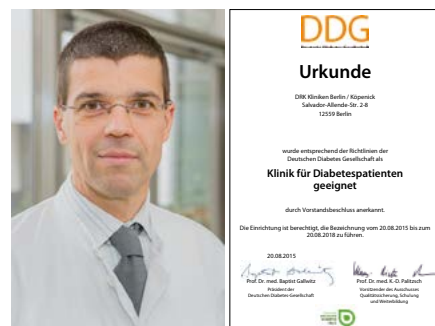 DDG
Deutsche Diabetes Gesellschaft
Urkunde
DRK Kliniken Berlin / Köpenick
Salvador-Allende-Str. 2-8
12559 Berlin
wurde entsprechend der Richtlinien der
Deutschen Diabetes Gesellschaft als
Klinik für Diabetespatienten
geeignet
durch Vorstandsbeschluss anerkannt.
Die Einrichtung ist berechtigt, die Bezeichnung vom 20.08.2015 bis zum
20.08.2018 zu führen.
20.08.2015
Prof. Dr. med. Baptist Gallwitz
Präsident der
Deutschen Diabetes-Gesellschaft
Prof. Dr. med. K.-D. Palitzsch
Vorsitzender des Ausschusses
Qualitätssicherung, Schulung
und Weiterbildung